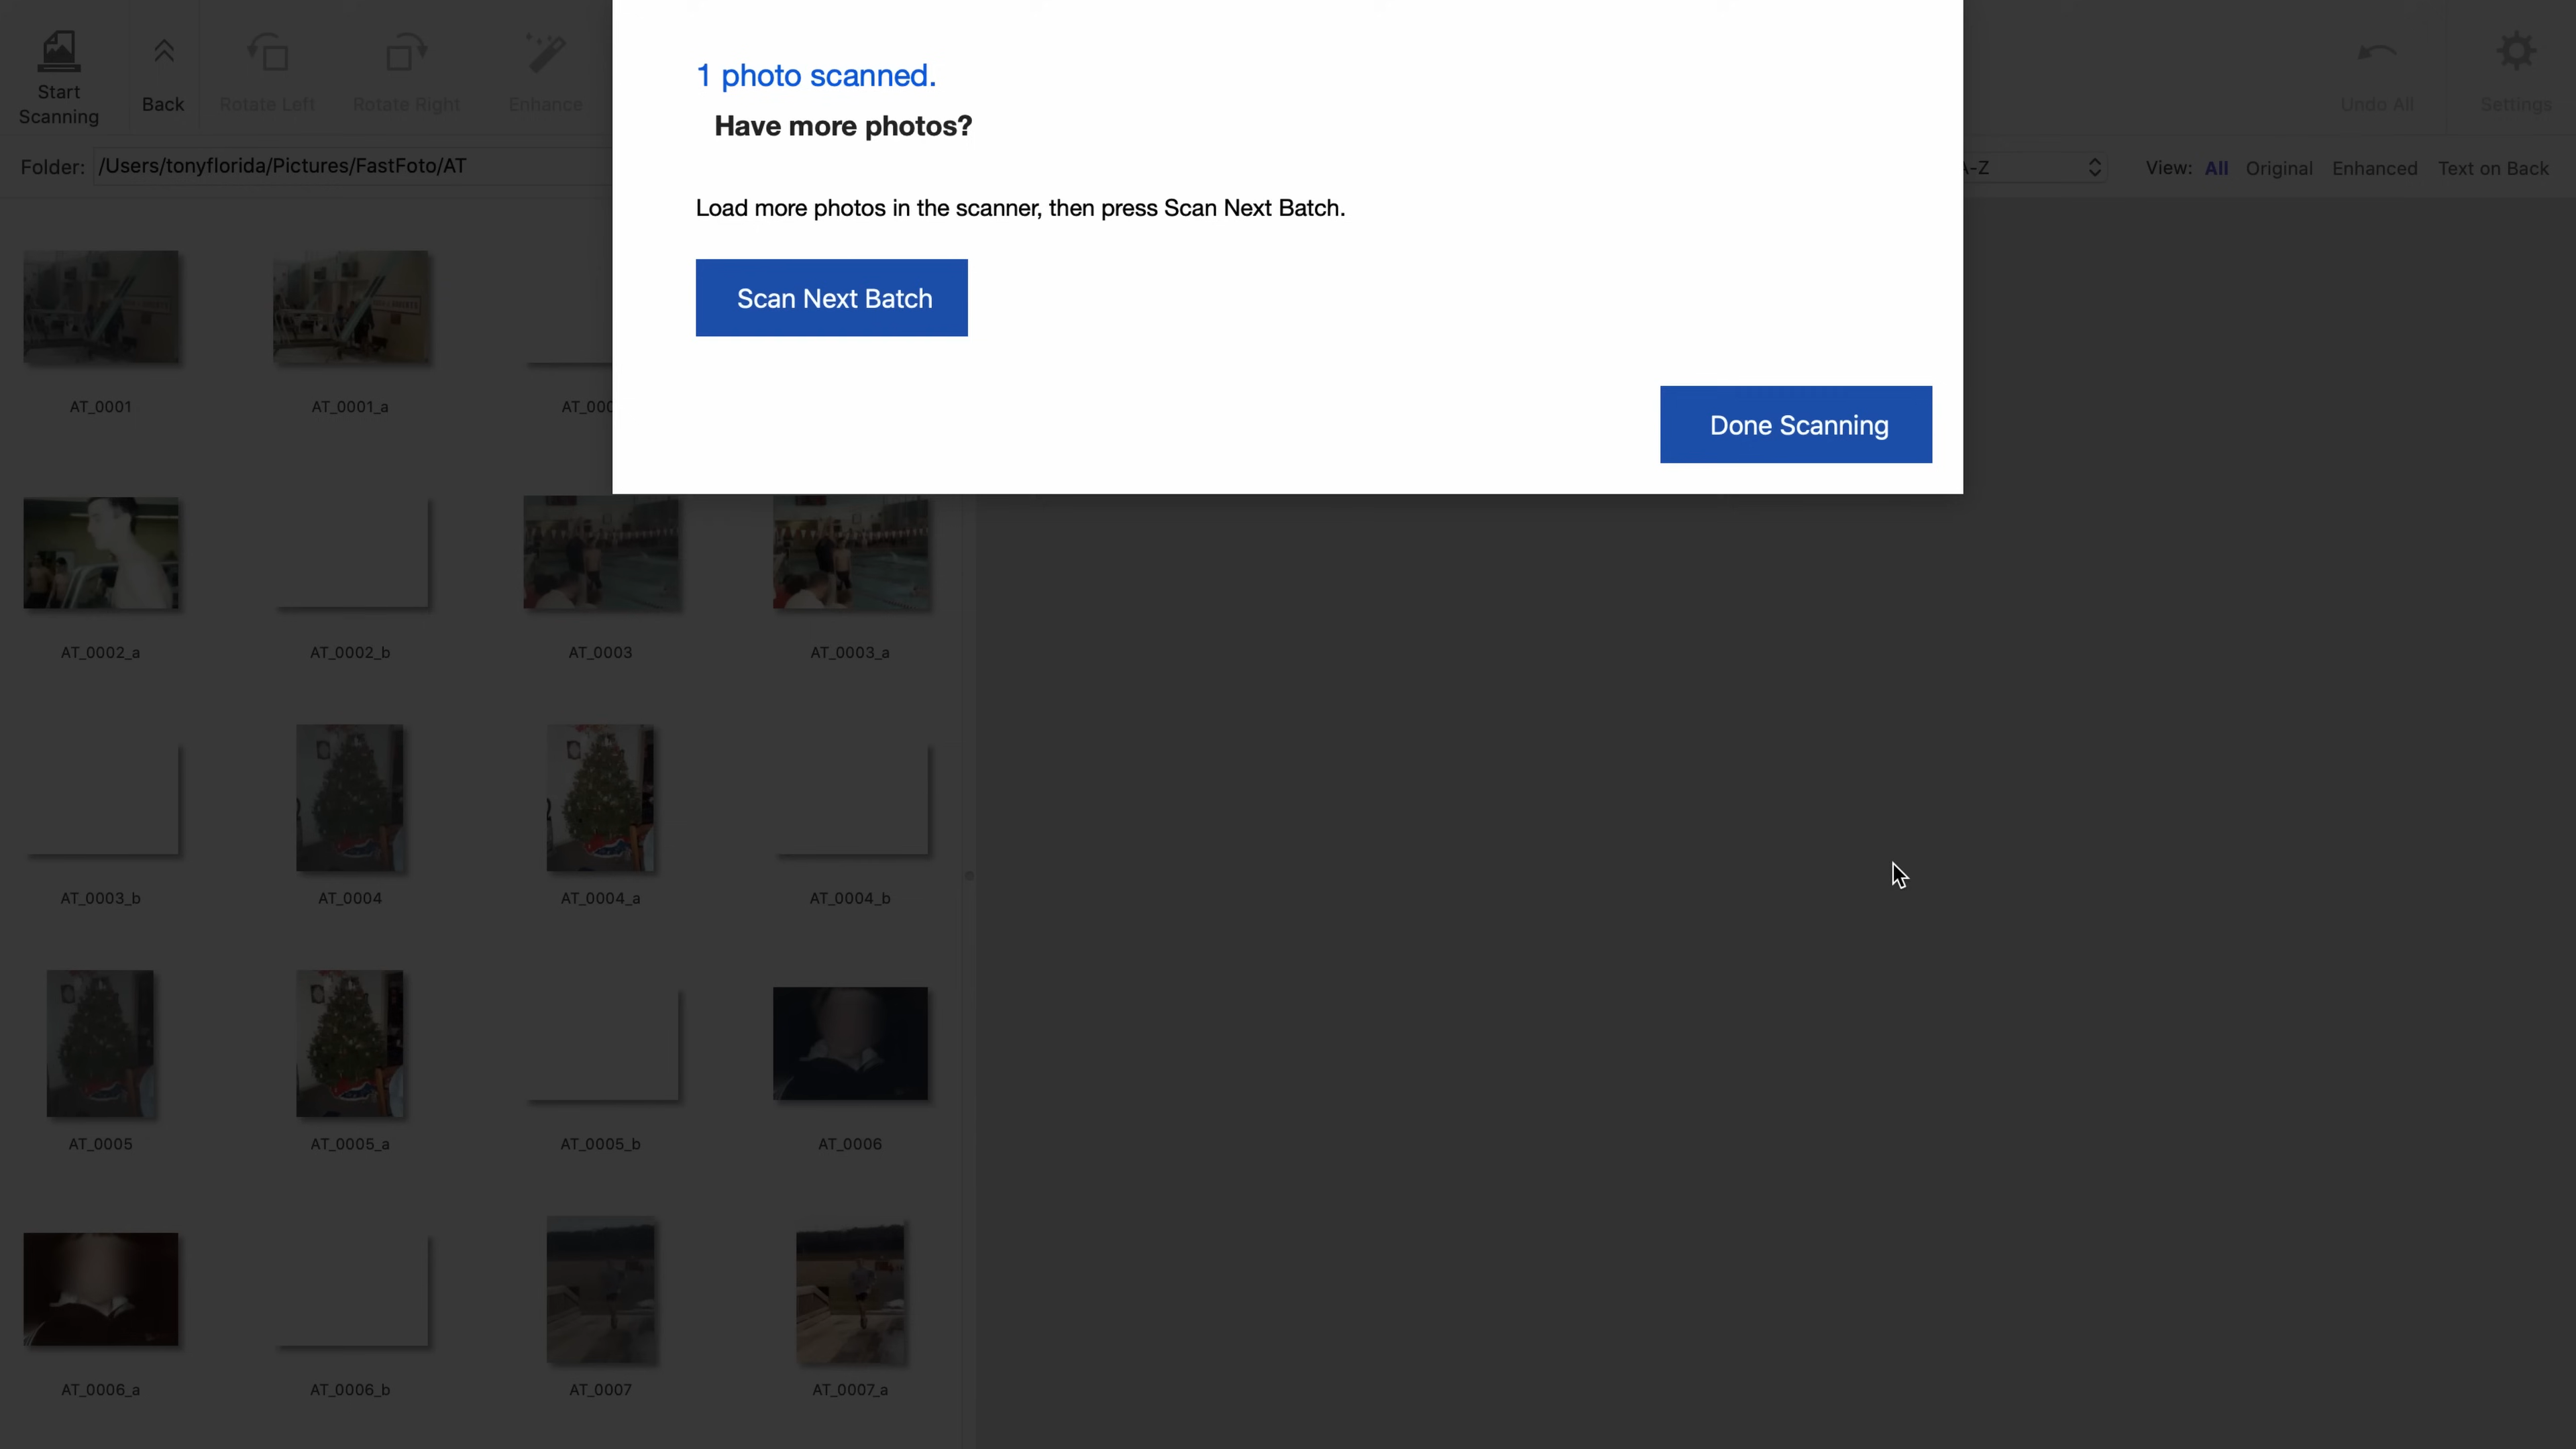 Start
Scanning
Back
Rotate Left
Rotate Right
Enhance
Undo All
Settings
Folder: /Users/tonyflorida/Pictures/FastFoto/AT
A-Z
View: All Original Enhanced Text on Back
1 photo scanned.
Have more photos?
Load more photos in the scanner, then press Scan Next Batch.
Scan Next Batch
Done Scanning
AT_0001
AT_0001_a
AT_000
AT_0002_a
AT_0002_b
AT_0003
AT_0003_a
AT_0003_b
AT_0004
AT_0004_a
AT_0004_b
AT_0005
AT_0005_a
AT_0005_b
AT_0006
AT_0006_a
AT_0006_b
AT_0007
AT_0007_a